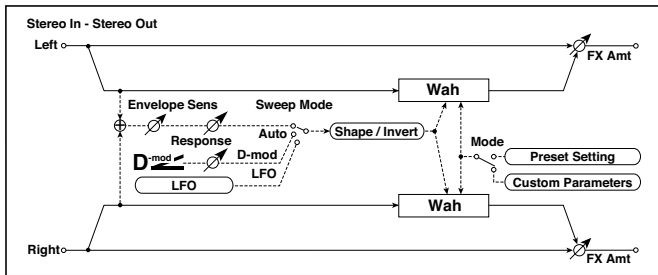 Stereo In - Stereo Out
Left
FX Amt
Wah
Envelope Sens
Sweep Mode
Auto
Shape / Invert
Response
D-mod
D-mod
Mode
Preset Setting
LFO
LFO
Custom Parameters
Wah
Right
FX Amt